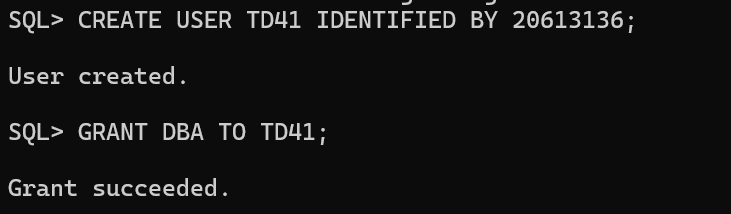 SQL> CREATE USER TD41 IDENTIFIED BY 20613136;
User created.
SQL> GRANT DBA TO TD41;
Grant succeeded.